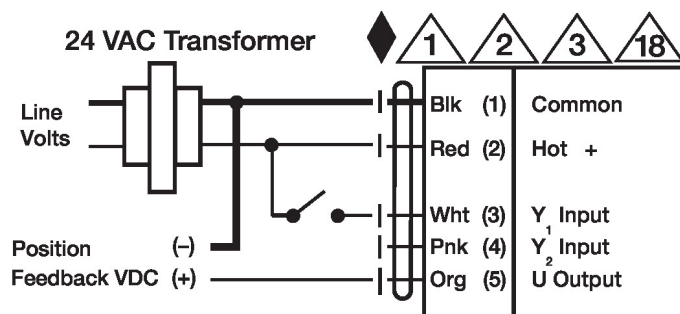 24 VAC Transformer
1 2 3 18
Line
Volts
Blk (1) Common
Red (2) Hot +
Wht (3) Y1 Input
Pnk (4) Y2 Input
Org (5) U Output
Position (-)
Feedback VDC (+)